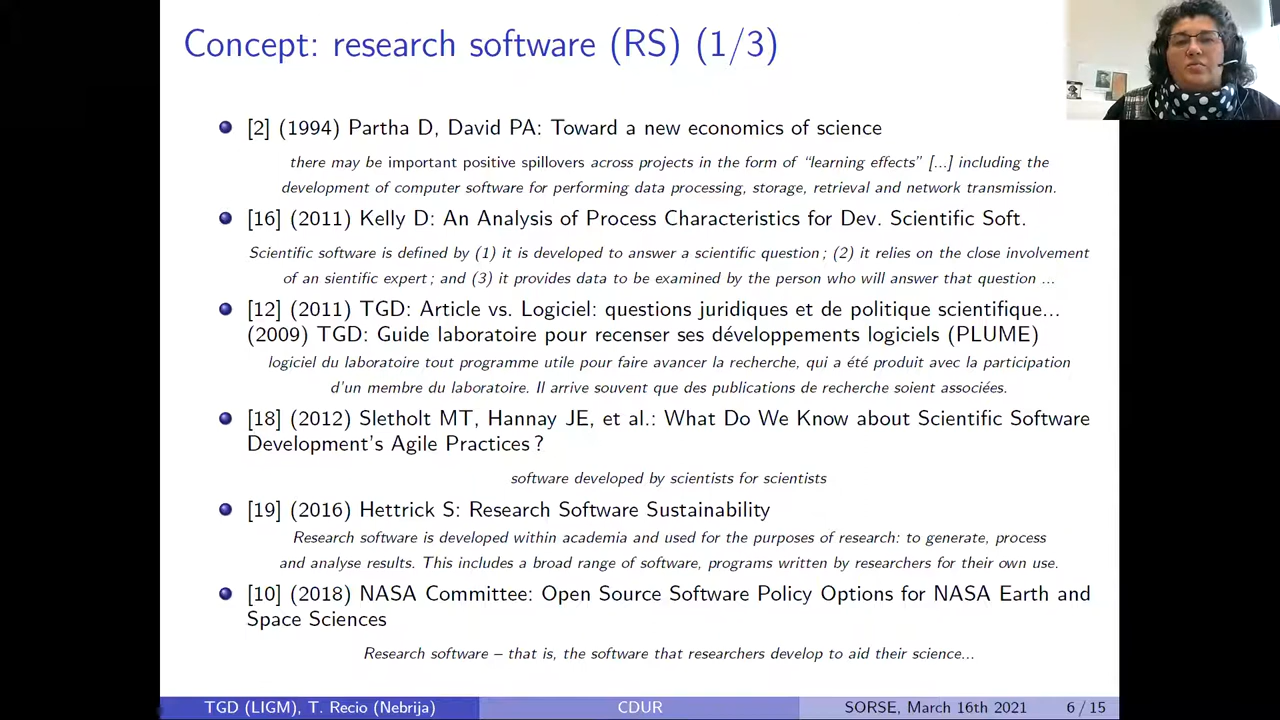 Concept: research software (RS) (1/3)
[2] (1994) Partha D, David PA: Toward a new economics of science
there may be important positive spillovers across projects in the form of “learning effects” [...] including the
development of computer software for performing data processing, storage, retrieval and network transmission.
[16] (2011) Kelly D: An Analysis of Process Characteristics for Dev. Scientific Soft.
Scientific software is defined by (1) it is developed to answer a scientific question ; (2) it relies on the close involvement
of an sientific expert ; and (3) it provides data to be examined by the person who will answer that question ...
[12] (2011) TGD: Article vs. Logiciel: questions juridiques et de politique scientifique...
(2009) TGD: Guide laboratoire pour recenser ses développements logiciels (PLUME)
logiciel du laboratoire tout programme utile pour faire avancer la recherche, qui a été produit avec la participation
d'un membre du laboratoire. Il arrive souvent que des publications de recherche soient associées.
[18] (2012) Sletholt MT, Hannay JE, et al.: What Do We Know about Scientific Software
Development's Agile Practices ?
software developed by scientists for scientists
[19] (2016) Hettrick S: Research Software Sustainability
Research software is developed within academia and used for the purposes of research: to generate, process
and analyse results. This includes a broad range of software, programs written by researchers for their own use.
[10] (2018) NASA Committee: Open Source Software Policy Options for NASA Earth and
Space Sciences
Research software – that is, the software that researchers develop to aid their science...
TGD (LIGM), T. Recio (Nebrija) CDUR SORSE, March 16th 2021 6 / 15